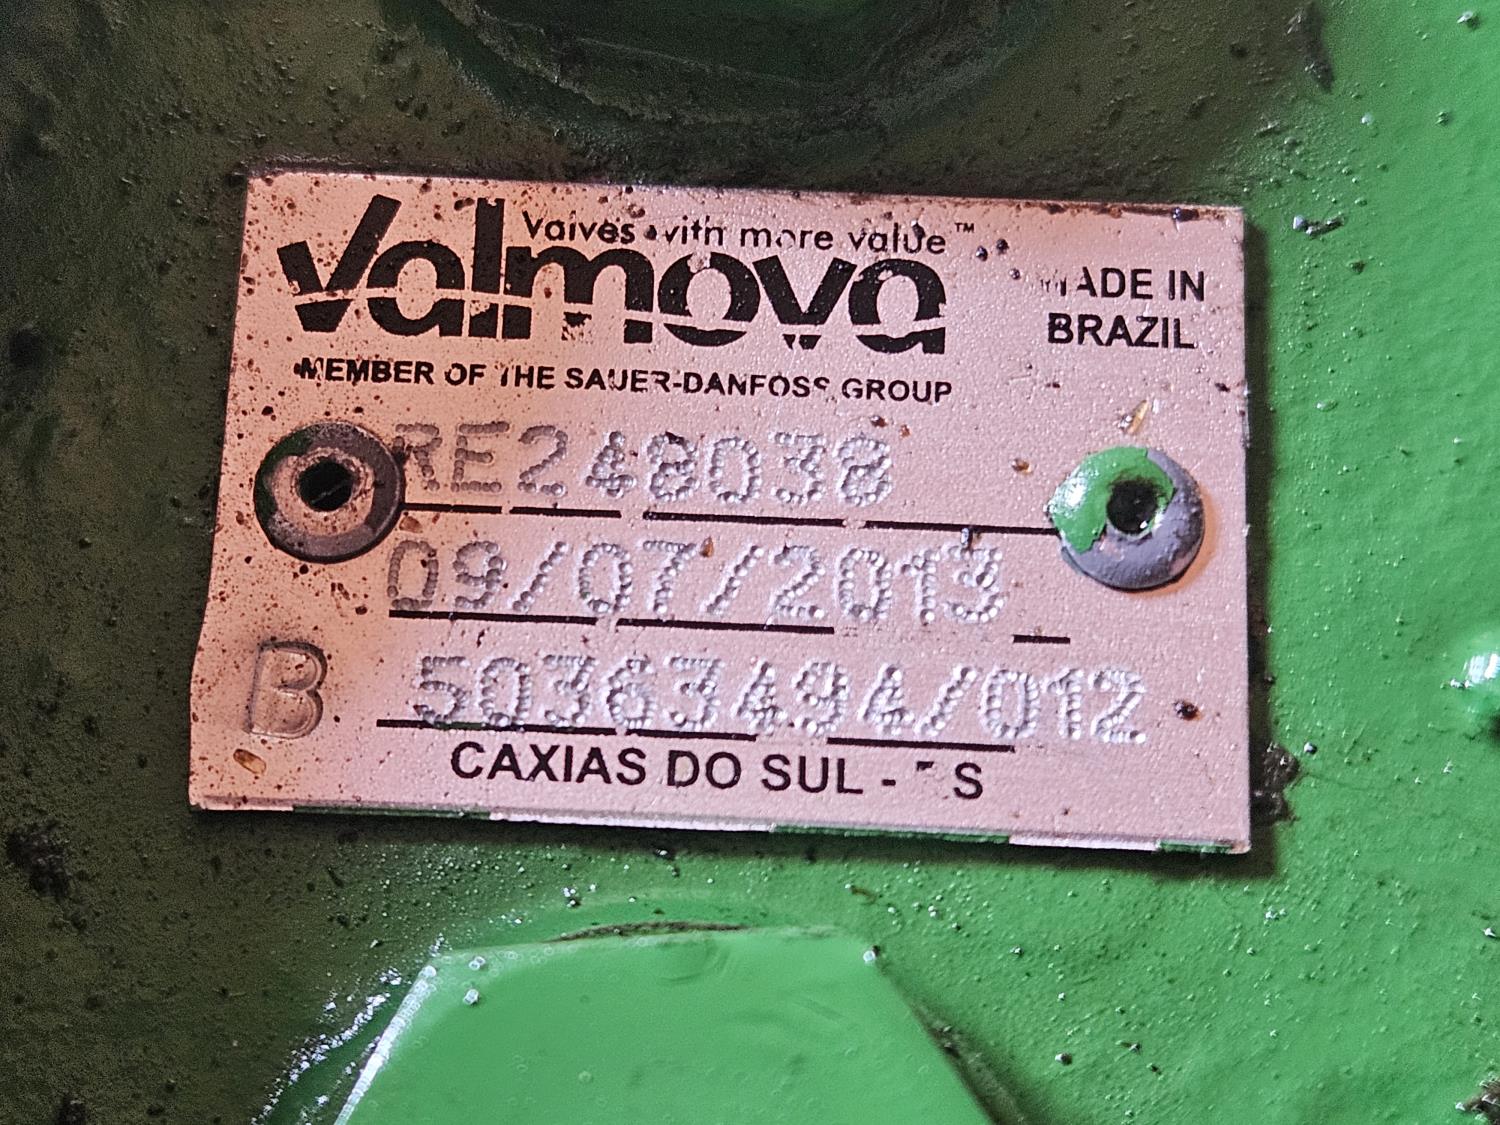 Valves with more value™
valmova
MADE IN
BRAZIL
MEMBER OF THE SAUER-DANFOSS GROUP
RE248038
09/07/2013
B 50363494/012
CAXIAS DO SUL - RS